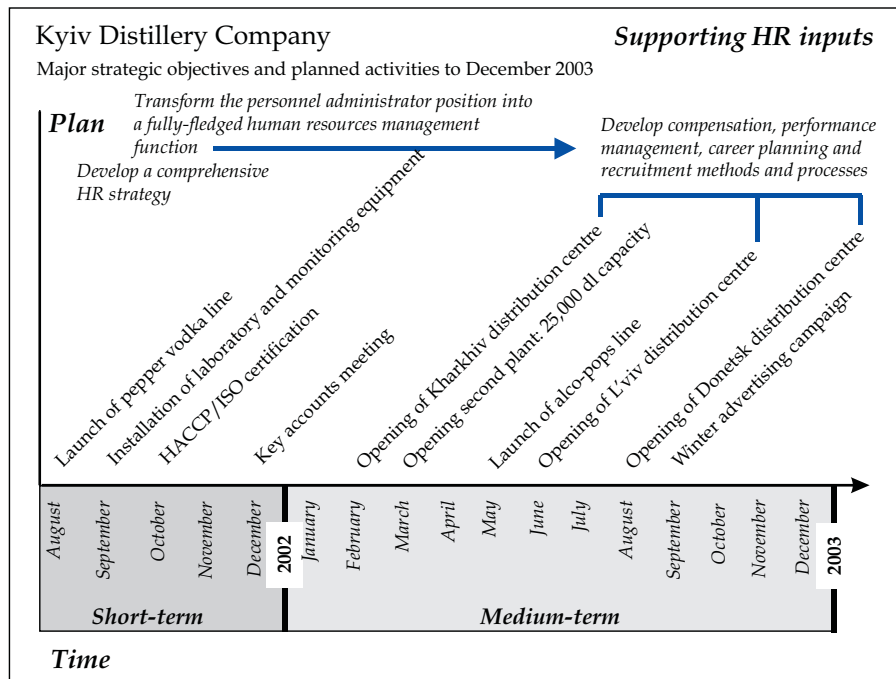 Kyiv Distillery Company
Supporting HR inputs
Major strategic objectives and planned activities to December 2003
Plan
Transform the personnel administrator position into
a fully-fledged human resources management
function
Develop a comprehensive
HR strategy
Develop compensation, performance
management, career planning and
recruitment methods and processes
Launch of pepper vodka line
Installation of laboratory and monitoring equipment
HACCP/ISO certification
Key accounts meeting
Opening of Kharkhiv distribution centre
Opening second plant: 25,000 dl capacity
Launch of alco-pops line
Opening of L'viv distribution centre
Opening of Donetsk distribution centre
Winter advertising campaign
August
September
October
November
December
2002
January
February
March
April
May
June
July
August
September
October
November
December
2003
Short-term
Medium-term
Time